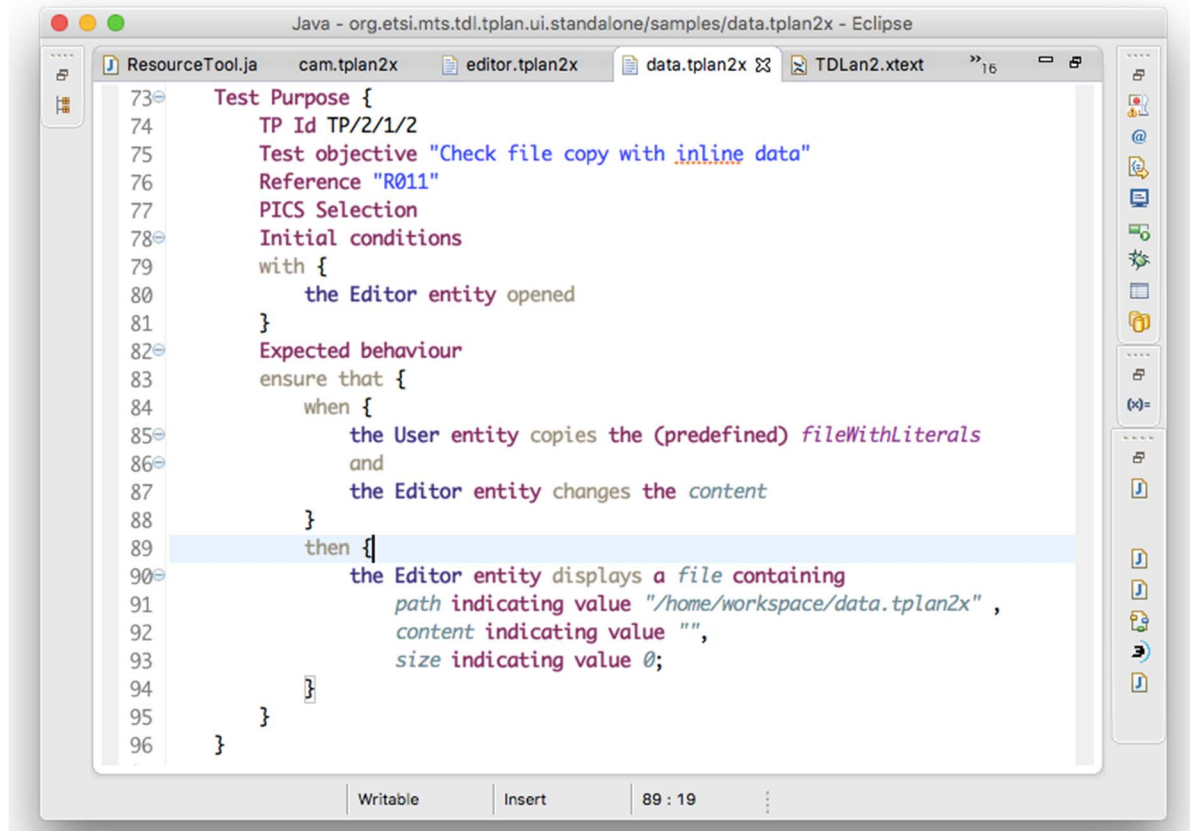 Java - org.etsi.mts.tdl.tplan.ui.standalone/samples/data.tplan2x - Eclipse
ResourceTool.ja cam.tplan2x editor.tplan2x data.tplan2x TDLan2.xtext »16
73 Test Purpose {
74 TP Id TP/2/1/2
75 Test objective "Check file copy with inline data"
76 Reference "R011"
77 PICS Selection
78 Initial conditions
79 with {
80 the Editor entity opened
81 }
82 Expected behaviour
83 ensure that {
84 when {
85 the User entity copies the (predefined) fileWithLiterals
86 and
87 the Editor entity changes the content
88 }
89 then {
90 the Editor entity displays a file containing
91 path indicating value "/home/workspace/data.tplan2x" ,
92 content indicating value "",
93 size indicating value 0;
94 }
95 }
96 }
(x)=
Writable Insert 89 : 19